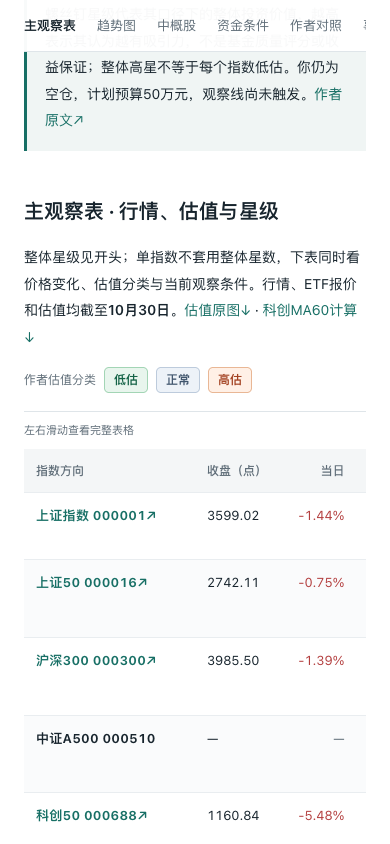 主观察表 趋势图 中概股 资金条件 作者对照
益保证；整体高星不等于每个指数低估。你仍为
空仓，计划预算50万元，观察线尚未触发。作者
原文↗
主观察表 · 行情、估值与星级
整体星级见开头；单指数不套用整体星数，下表同时看
价格变化、估值分类与当前观察条件。行情、ETF报价
和估值均截至10月30日。估值原图↓ · 科创MA60计算
↓
作者估值分类 低估 正常 高估
左右滑动查看完整表格
指数方向 收盘（点） 当日
上证指数 000001↗ 3599.02 -1.44%
上证50 000016↗ 2742.11 -0.75%
沪深300 000300↗ 3985.50 -1.39%
中证A500 000510 — —
科创50 000688↗ 1160.84 -5.48%